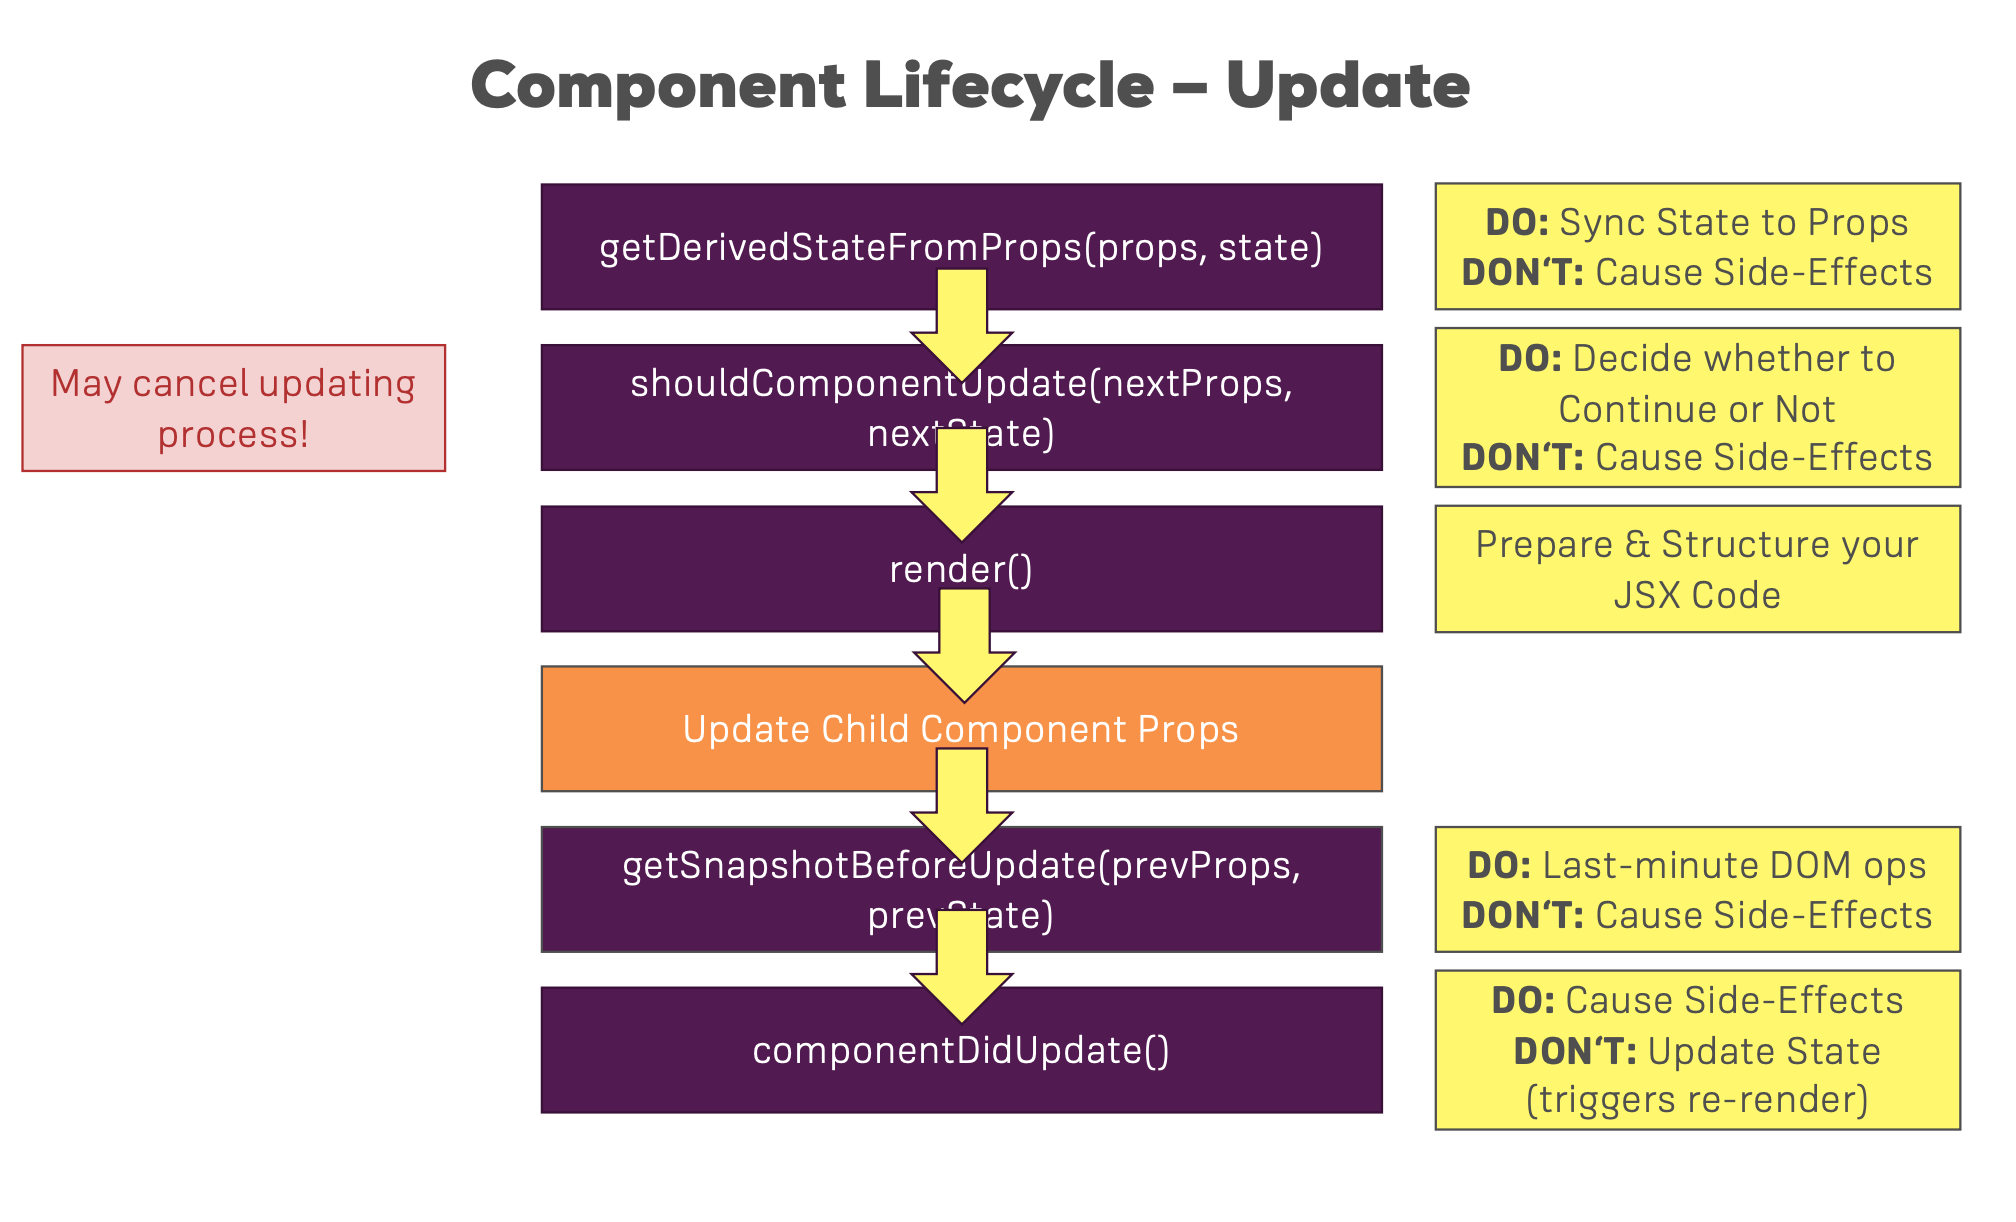 Component Lifecycle – Update
getDerivedStateFromProps(props, state)
DO: Sync State to Props
DON‘T: Cause Side-Effects
May cancel updating
process!
shouldComponentUpdate(nextProps,
nextState)
DO: Decide whether to
Continue or Not
DON‘T: Cause Side-Effects
render()
Prepare & Structure your
JSX Code
Update Child Component Props
getSnapshotBeforeUpdate(prevProps,
prevState)
DO: Last-minute DOM ops
DON‘T: Cause Side-Effects
componentDidUpdate()
DO: Cause Side-Effects
DON‘T: Update State
(triggers re-render)